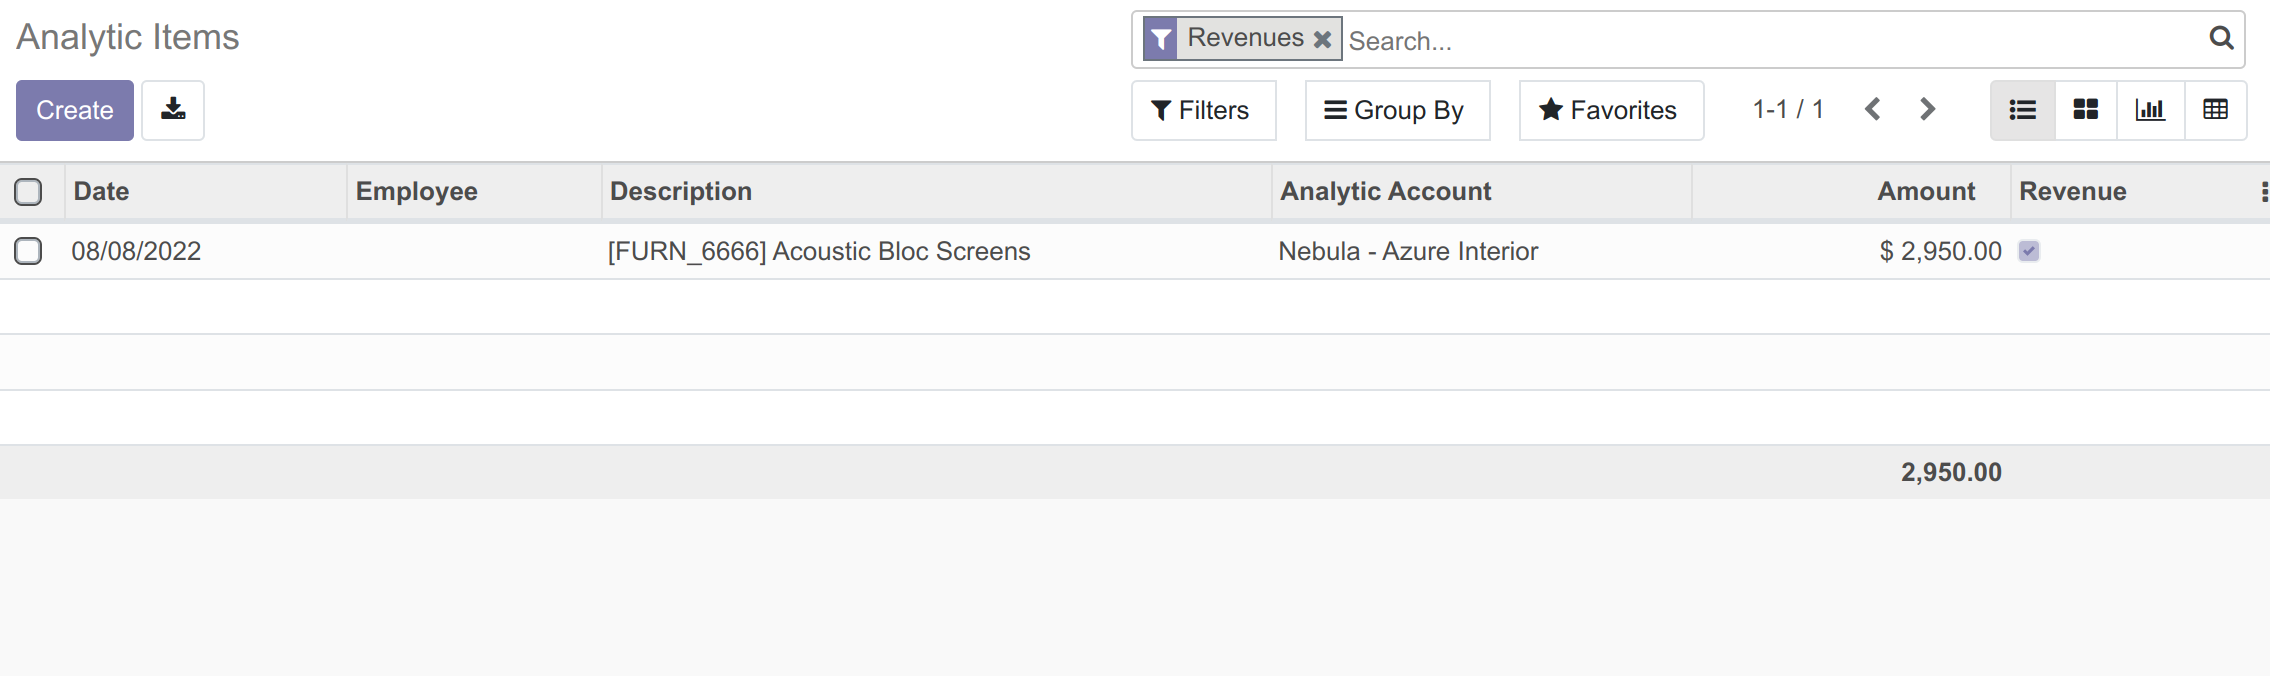 Analytic Items
Revenues Search...
Create
Filters Group By Favorites 1-1 / 1
Date Employee Description Analytic Account Amount Revenue
08/08/2022 [FURN_6666] Acoustic Bloc Screens Nebula - Azure Interior $ 2,950.00
2,950.00